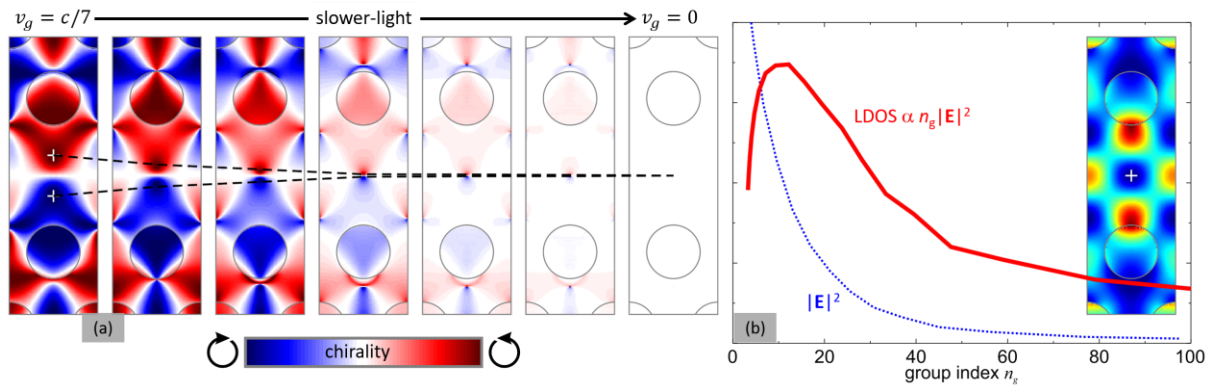 v_g = c/7
slower-light
v_g = 0
(a)
chirality
LDOS α n_g|E|²
|E|²
(b)
0
20
40
60
80
100
group index n_g